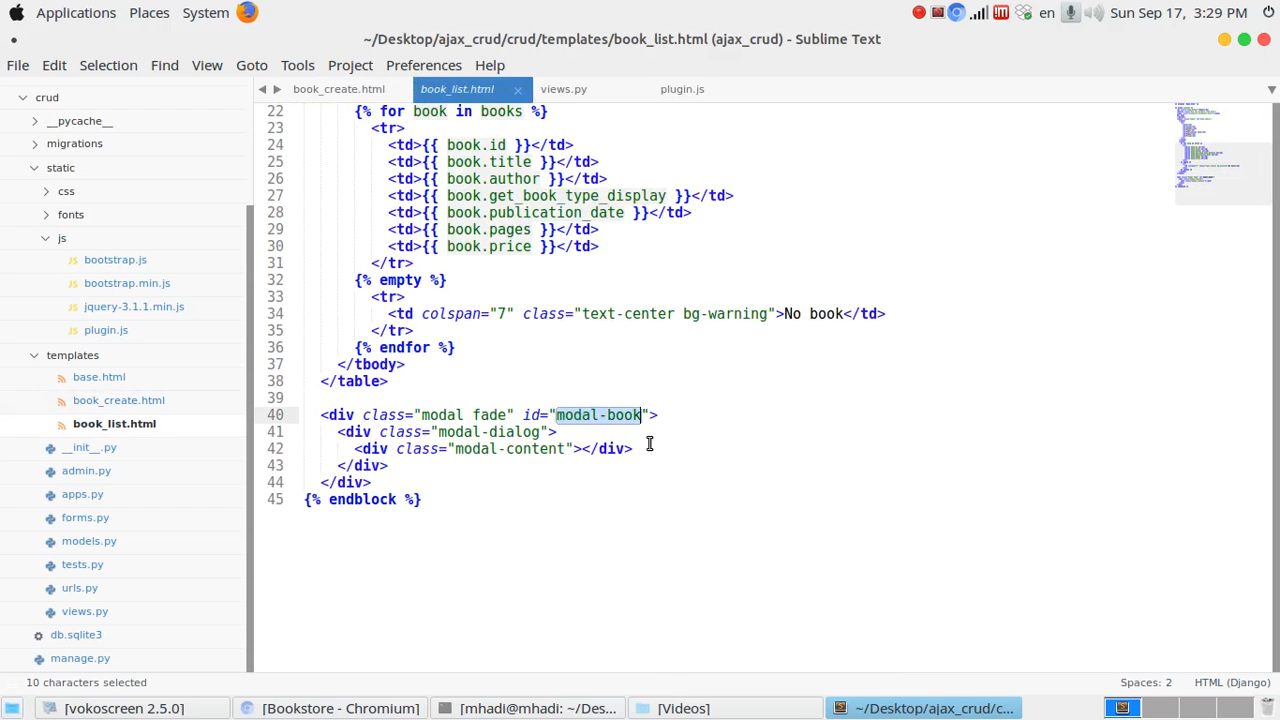 Applications Places System en Sun Sep 17, 3:29 PM
~/Desktop/ajax_crud/crud/templates/book_list.html (ajax_crud) - Sublime Text
File Edit Selection Find View Goto Tools Project Preferences Help
book_create.html book_list.html views.py plugin.js
crud
__pycache__
migrations
static
css
fonts
js
bootstrap.js
bootstrap.min.js
jquery-3.1.1.min.js
plugin.js
templates
base.html
book_create.html
book_list.html
__init__.py
admin.py
apps.py
forms.py
models.py
tests.py
urls.py
views.py
db.sqlite3
manage.py
22 {% for book in books %}
23 <tr>
24 <td>{{ book.id }}</td>
25 <td>{{ book.title }}</td>
26 <td>{{ book.author }}</td>
27 <td>{{ book.get_book_type_display }}</td>
28 <td>{{ book.publication_date }}</td>
29 <td>{{ book.pages }}</td>
30 <td>{{ book.price }}</td>
31 </tr>
32 {% empty %}
33 <tr>
34 <td colspan="7" class="text-center bg-warning">No book</td>
35 </tr>
36 {% endfor %}
37 </tbody>
38 </table>
39
40 <div class="modal fade" id="modal-book">
41 <div class="modal-dialog">
42 <div class="modal-content"></div>
43 </div>
44 </div>
45 {% endblock %}
10 characters selected Spaces: 2 HTML (Django)
[vokoscreen 2.5.0] [Bookstore - Chromium] [mhadi@mhadi:~/Des... [Videos] ~/Desktop/ajax_crud/c...